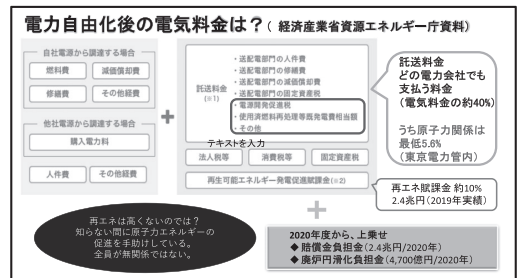 電力自由化後の電気料金は？( 経済産業省資源エネルギー庁資料)
自社電源から調達する場合
燃料費
減価償却費
修繕費
その他経費
他社電源から調達する場合
購入電力料
人件費
その他経費
+
託送料金
(※1)
・送配電部門の人件費
・送配電部門の修繕費
・送配電部門の減価償却費
・送配電部門の固定資産税
・電源開発促進税
・使用済燃料再処理等既発電費相当額
・その他
テキストを入力
法人税等
消費税等
固定資産税
再生可能エネルギー発電促進賦課金(※2)
託送料金
どの電力会社でも
支払う料金
(電気料金の約40%)
うち原子力関係は
最低5.6%
(東京電力管内)
再エネ賦課金 約10%
2.4兆円(2019年実績)
+
再エネは高くないのでは？
知らない間に原子力エネルギーの
促進を手助けしている。
全員が無関係ではない。
2020年度から、上乗せ
◆ 賠償金負担金(2.4兆円/2020年)
◆ 廃炉円滑化負担金(4,700億円/2020年)